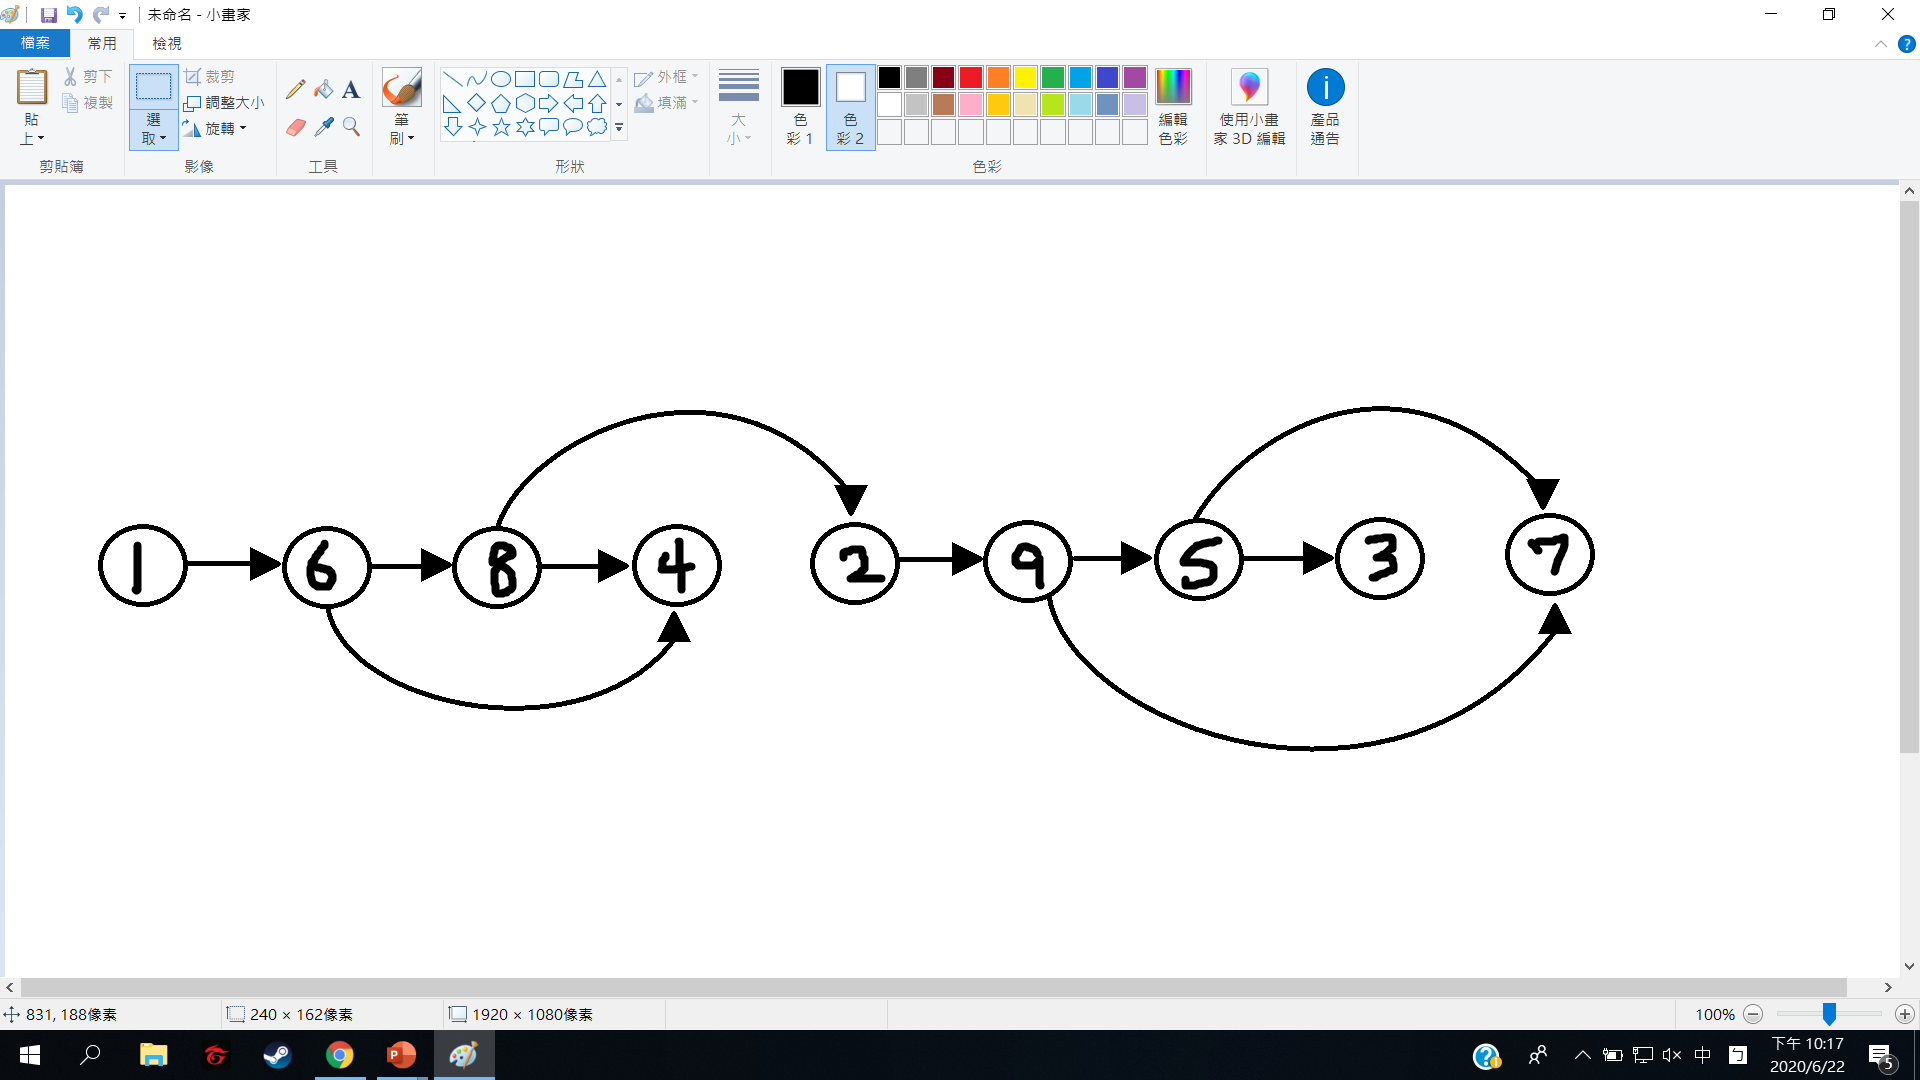 未命名 - 小畫家
檔案 常用 檢視
貼上 剪下 複製 剪貼簿
選取 裁剪 調整大小 旋轉 影像
A 工具
筆刷
外框 填滿 形狀
大小
色彩 1 色彩 2 編輯色彩 色彩
使用小畫家 3D 編輯
產品通告
1 6 8 4 2 9 5 3 7
831, 188像素 240 × 162像素 1920 × 1080像素 100%
中 ㄅ 下午 10:17
2020/6/22 5